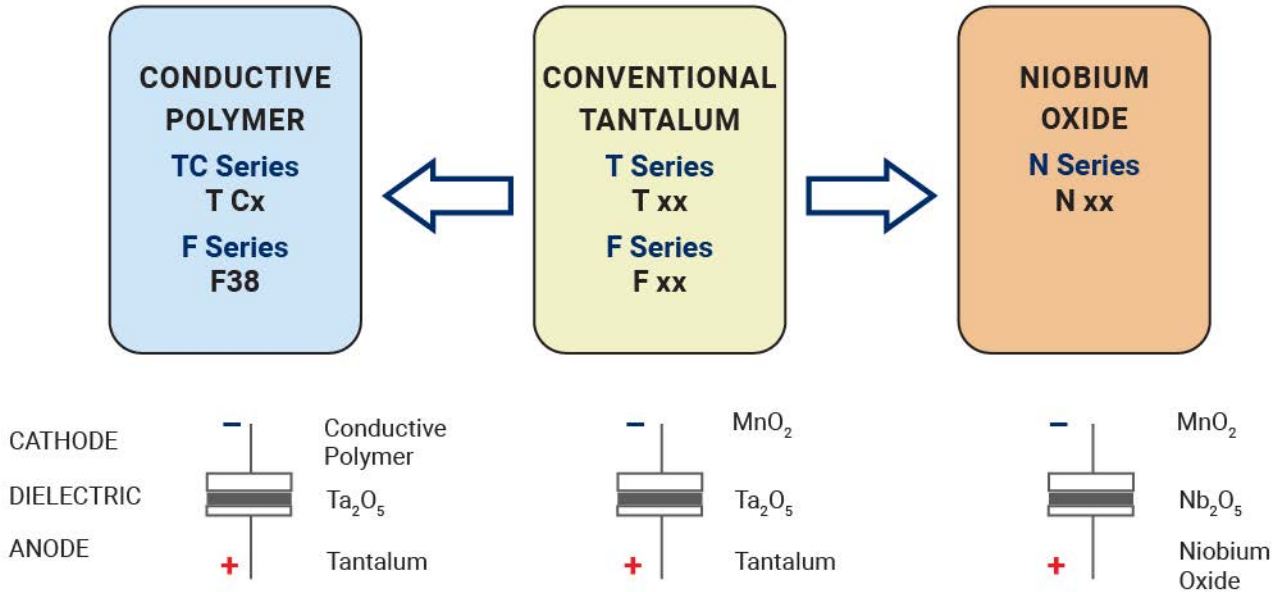 CONDUCTIVE
POLYMER
TC Series
T Cx
F Series
F38
CONVENTIONAL
TANTALUM
T Series
T xx
F Series
F xx
NIOBIUM
OXIDE
N Series
N xx
CATHODE
DIELECTRIC
ANODE
–
Conductive
Polymer
Ta₂O₅
+
Tantalum
–
MnO₂
Ta₂O₅
+
Tantalum
–
MnO₂
Nb₂O₅
+
Niobium
Oxide